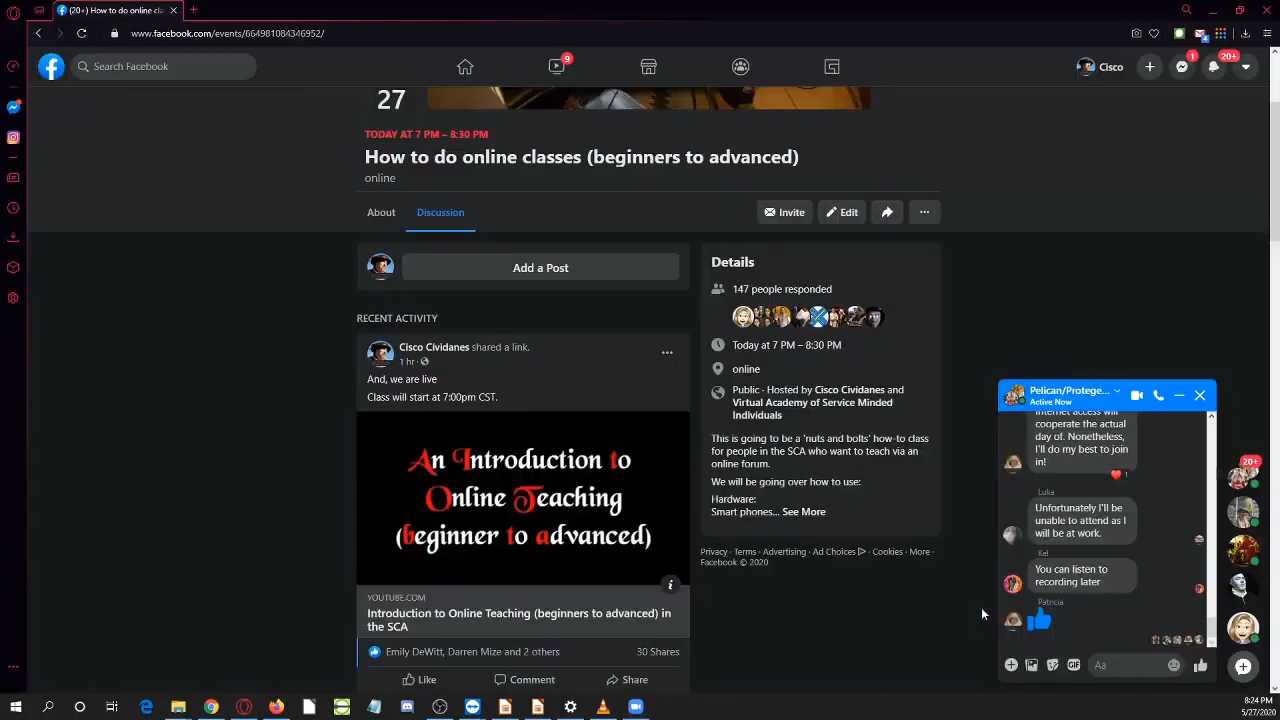 (20+) How to do online cla
www.facebook.com/events/664981084346952/
4
Search Facebook
9
Cisco
1
20+
27
TODAY AT 7 PM – 8:30 PM
How to do online classes (beginners to advanced)
online
About
Discussion
Invite
Edit
Add a Post
RECENT ACTIVITY
Cisco Cividanes shared a link.
1 hr
And, we are live
Class will start at 7:00pm CST.
An Introduction to
Online Teaching
(beginner to advanced)
YOUTUBE.COM
Introduction to Online Teaching (beginners to advanced) in
the SCA
Emily DeWitt, Darren Mize and 2 others
30 Shares
Like
Comment
Share
Details
147 people responded
Today at 7 PM – 8:30 PM
online
Public · Hosted by Cisco Cividanes and
Virtual Academy of Service Minded
Individuals
This is going to be a 'nuts and bolts' how-to class
for people in the SCA who want to teach via an
online forum.
We will be going over how to use:
Hardware:
Smart phones... See More
Privacy · Terms · Advertising · Ad Choices · Cookies · More ·
Facebook © 2020
Pelican/Protege...
Active Now
internet access will
cooperate the actual
day of. Nonetheless,
I'll do my best to join
in!
1
Luka
Unfortunately I'll be
unable to attend as I
will be at work.
Kel
You can listen to
recording later
Patricia
GIF
Aa
20+
8:24 PM
5/27/2020